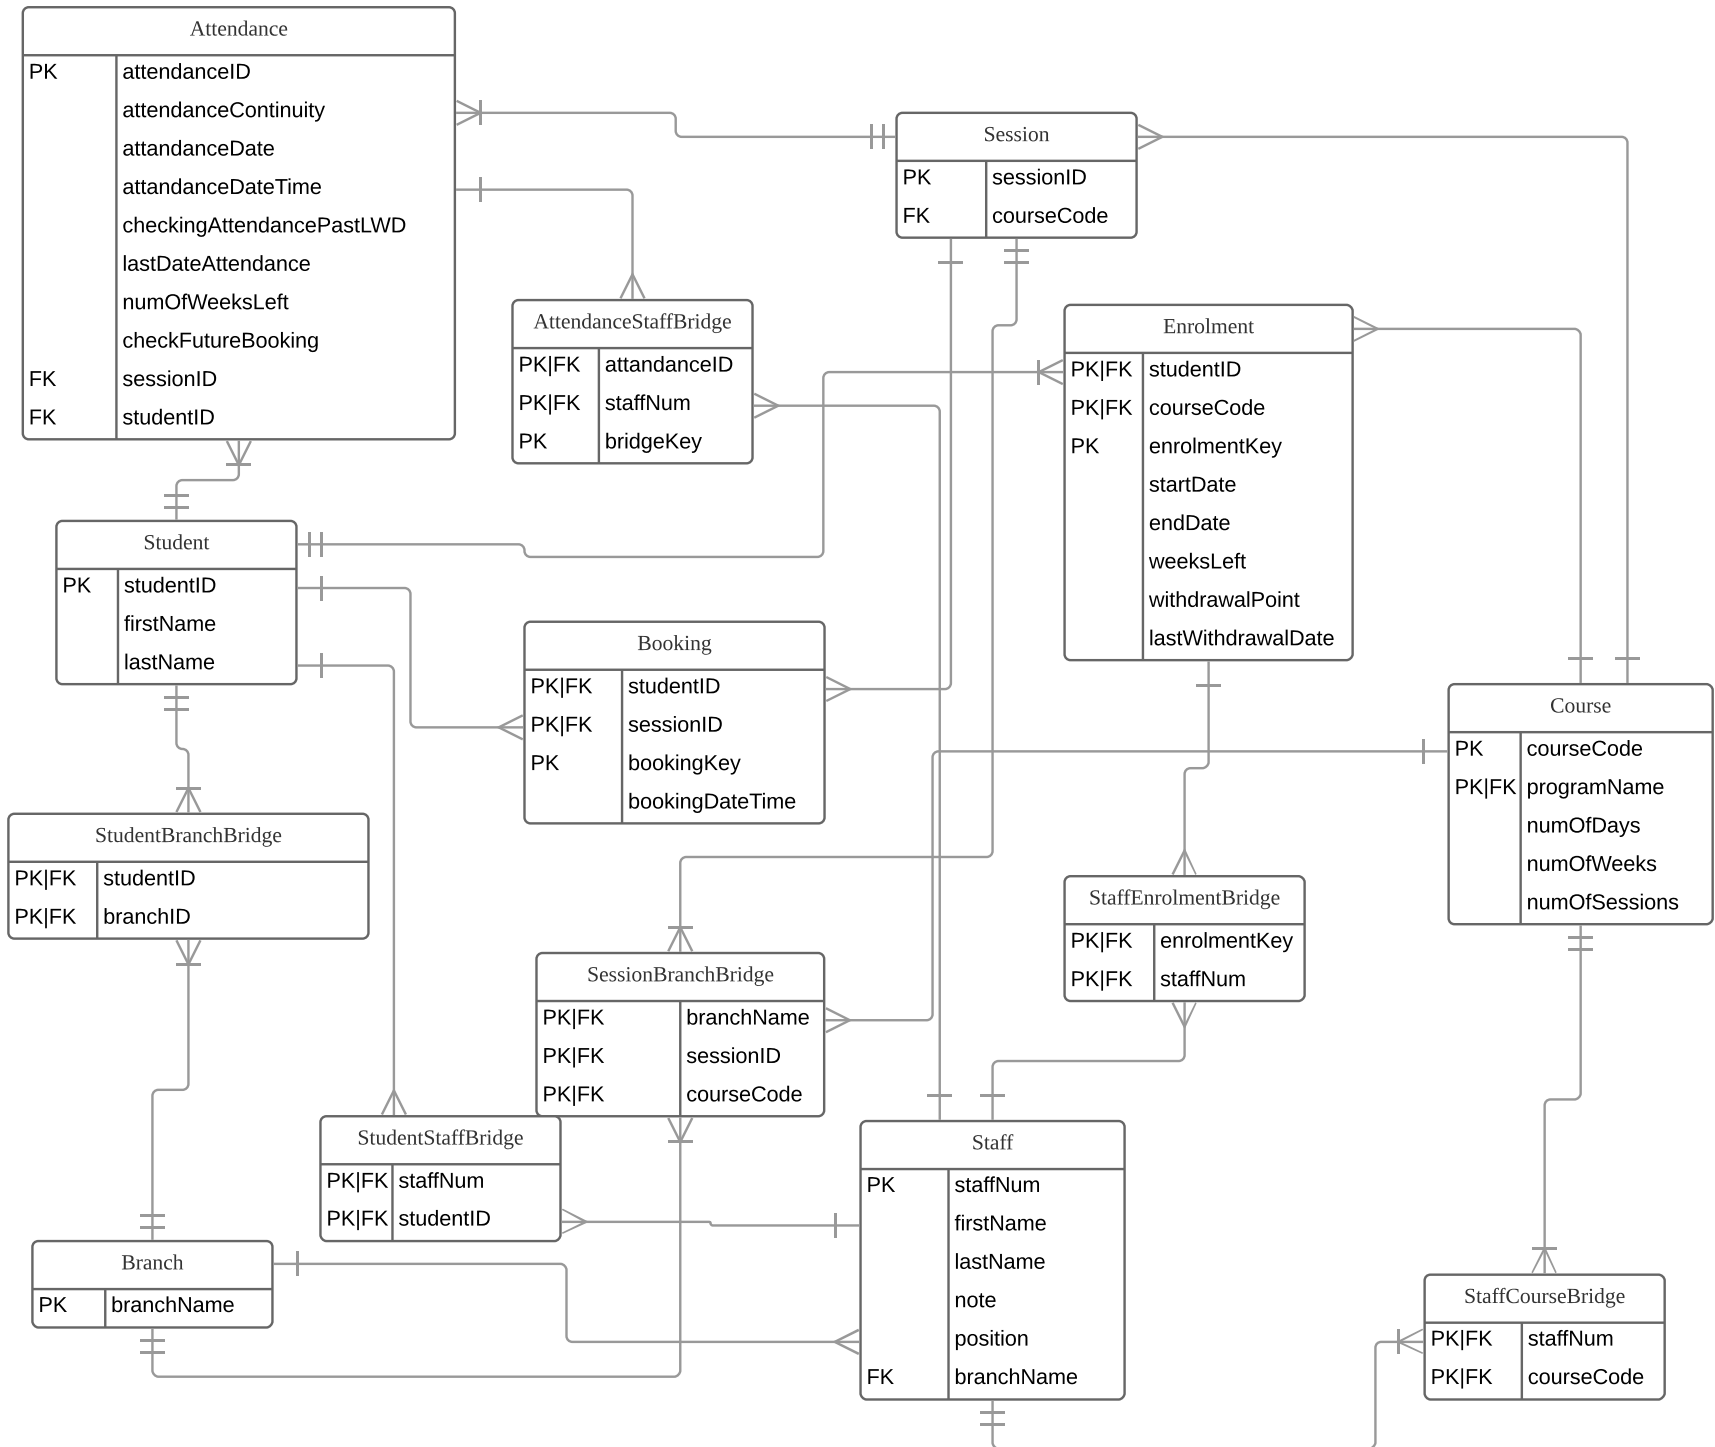 Attendance
PK attendanceID
attendanceContinuity
attandanceDate
attandanceDateTime
checkingAttendancePastLWD
lastDateAttendance
numOfWeeksLeft
checkFutureBooking
FK sessionID
FK studentID
Session
PK sessionID
FK courseCode
AttendanceStaffBridge
PK|FK attandanceID
PK|FK staffNum
PK bridgeKey
Enrolment
PK|FK studentID
PK|FK courseCode
PK enrolmentKey
startDate
endDate
weeksLeft
withdrawalPoint
lastWithdrawalDate
Student
PK studentID
firstName
lastName
Booking
PK|FK studentID
PK|FK sessionID
PK bookingKey
bookingDateTime
Course
PK courseCode
PK|FK programName
numOfDays
numOfWeeks
numOfSessions
StudentBranchBridge
PK|FK studentID
PK|FK branchID
StaffEnrolmentBridge
PK|FK enrolmentKey
PK|FK staffNum
SessionBranchBridge
PK|FK branchName
PK|FK sessionID
PK|FK courseCode
StudentStaffBridge
PK|FK staffNum
PK|FK studentID
Staff
PK staffNum
firstName
lastName
note
position
FK branchName
Branch
PK branchName
StaffCourseBridge
PK|FK staffNum
PK|FK courseCode